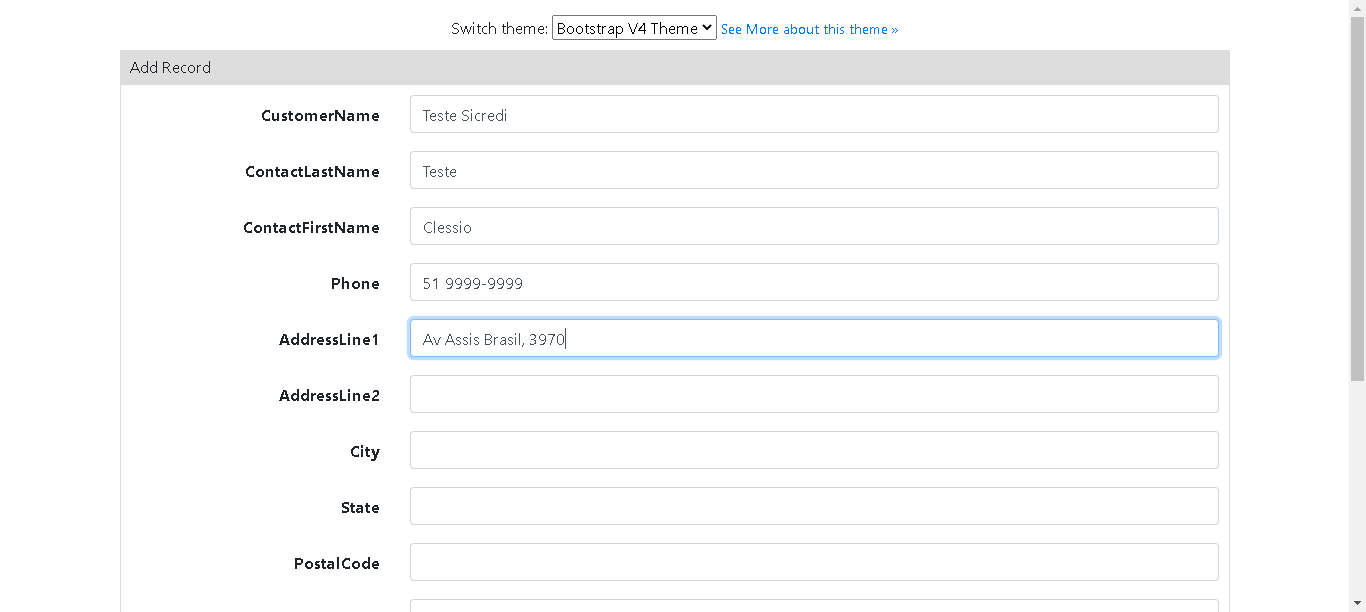 Switch theme: Bootstrap V4 Theme See More about this theme »
Add Record
CustomerName Teste Sicredi
ContactLastName Teste
ContactFirstName Clessio
Phone 51 9999-9999
AddressLine1 Av Assis Brasil, 3970
AddressLine2
City
State
PostalCode